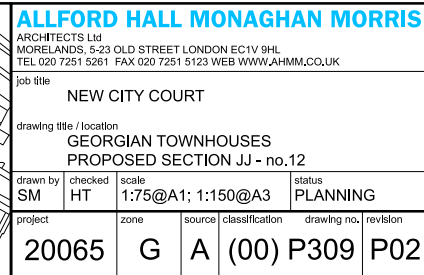 ALLFORD HALL MONAGHAN MORRIS
ARCHITECTS Ltd
MORELANDS, 5-23 OLD STREET LONDON EC1V 9HL
TEL 020 7251 5261 FAX 020 7251 5123 WEB WWW.AHMM.CO.UK
job title
NEW CITY COURT
drawing title / location
GEORGIAN TOWNHOUSES
PROPOSED SECTION JJ - no.12
drawn by checked scale status
SM HT 1:75@A1; 1:150@A3 PLANNING
project zone source classification drawing no. revision
20065 G A (00) P309 P02